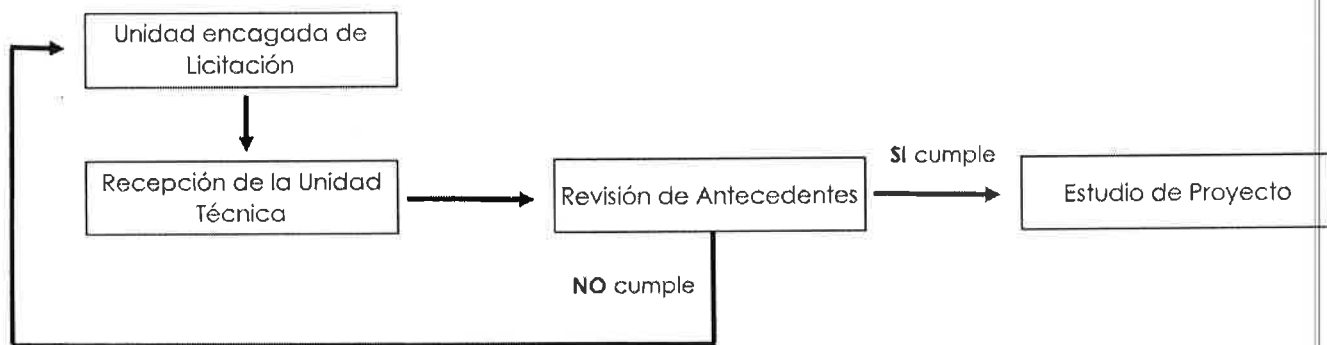 Unidad encagada de
Licitación
Recepción de la Unidad
Técnica
Revisión de Antecedentes
SI cumple
Estudio de Proyecto
NO cumple